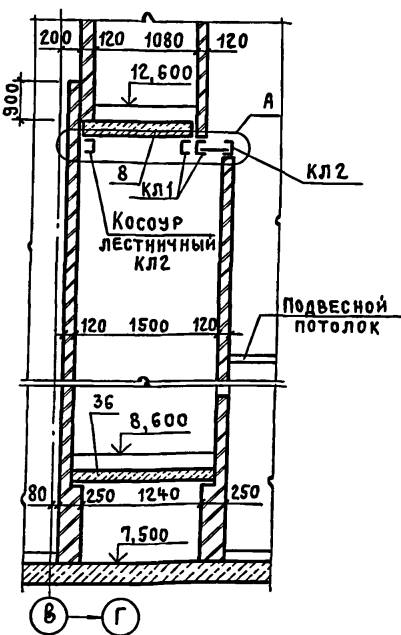 200 120 1080 120
12,600
900
А
8
КЛ1
КЛ2
КОСОУР
ЛЕСТНИЧНЫЙ
КЛ2
ПОДВЕСНОЙ
ПОТОЛОК
120 1500 120
36
8,600
80 250 1240 250
7,500
В Г